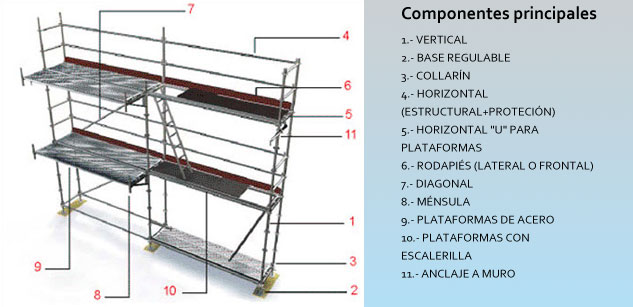 7
1
4
6
5
11
1
3
2
9
8
10
Componentes principales
1.- VERTICAL
2.- BASE REGULABLE
3.- COLLARÍN
4.- HORIZONTAL
(ESTRUCTURAL+PROTECIÓN)
5.- HORIZONTAL "U" PARA
PLATAFORMAS
6.- RODAPIÉS (LATERAL O FRONTAL)
7.- DIAGONAL
8.- MÉNSULA
9.- PLATAFORMAS DE ACERO
10.- PLATAFORMAS CON
ESCALERILLA
11.- ANCLAJE A MURO